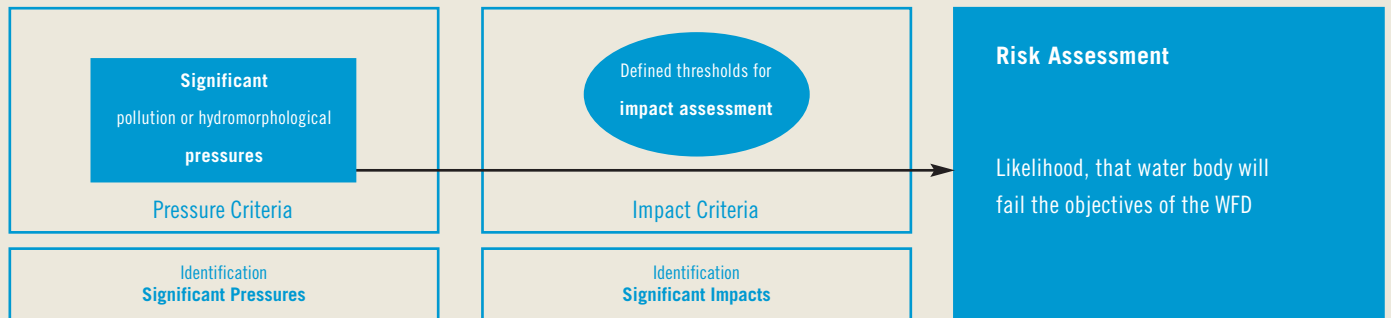 Significant
pollution or hydromorphological
pressures
Pressure Criteria
Identification
Significant Pressures
Defined thresholds for
impact assessment
Impact Criteria
Identification
Significant Impacts
Risk Assessment
Likelihood, that water body will
fail the objectives of the WFD